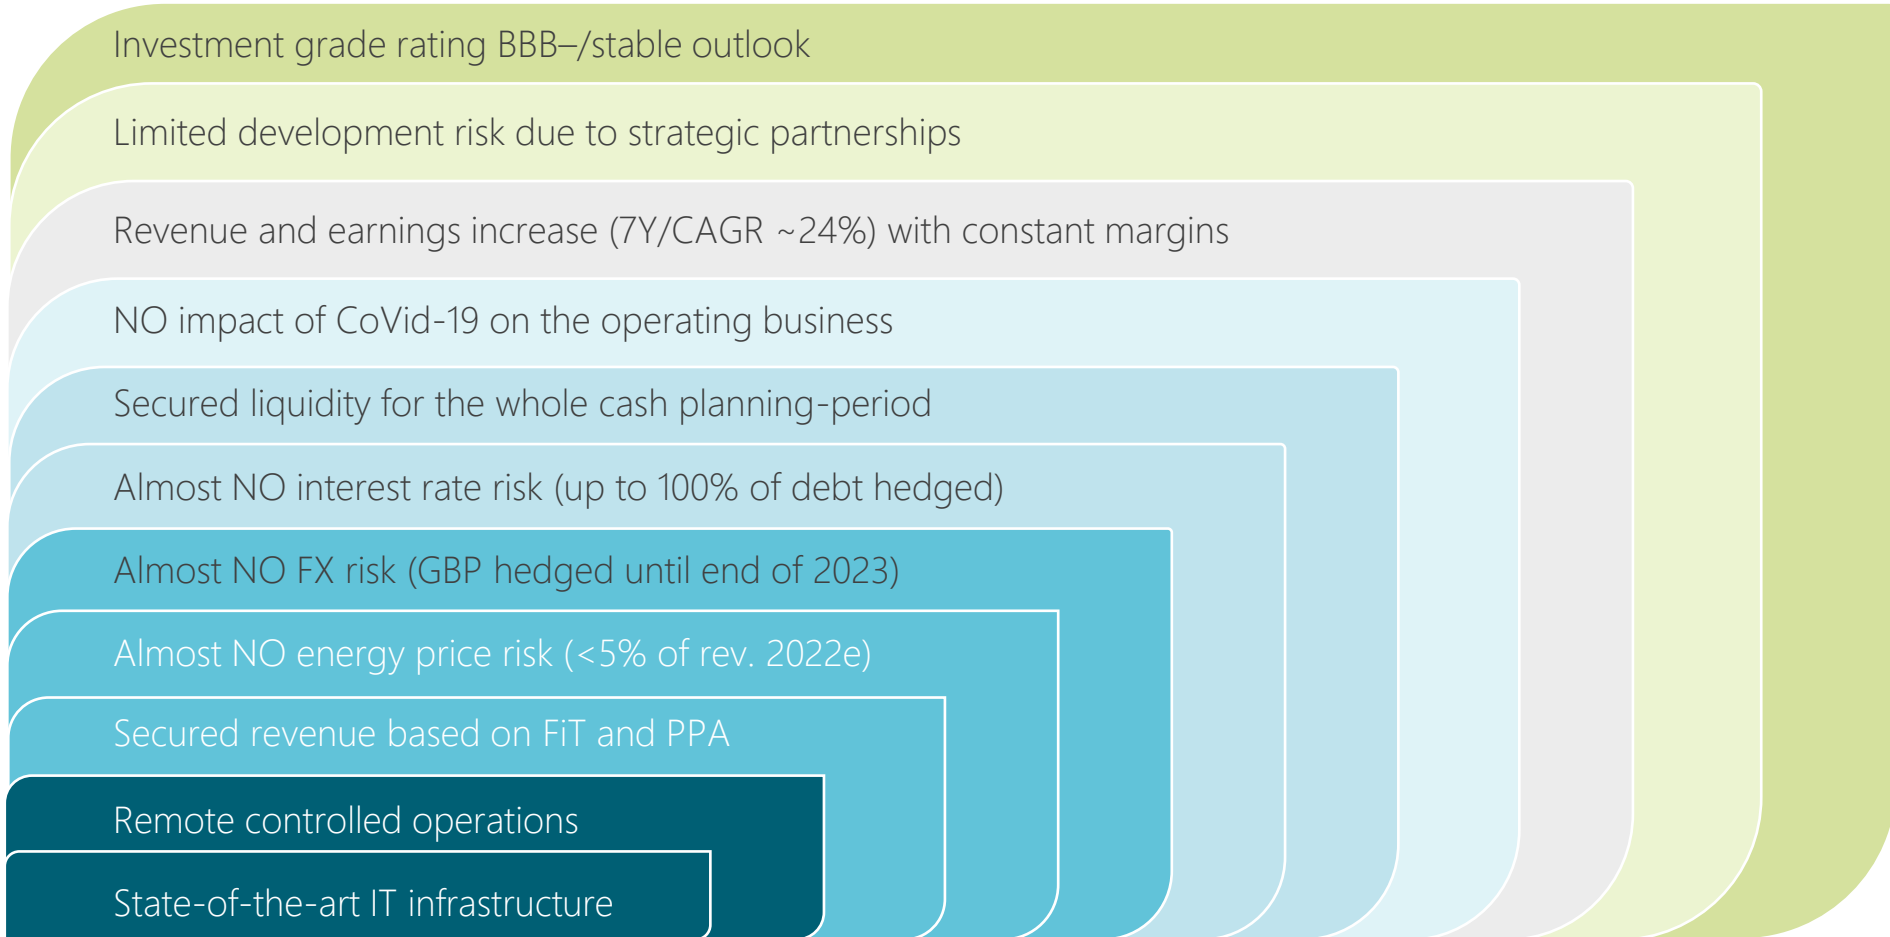 Investment grade rating BBB–/stable outlook
Limited development risk due to strategic partnerships
Revenue and earnings increase (7Y/CAGR ~24%) with constant margins
NO impact of CoVid-19 on the operating business
Secured liquidity for the whole cash planning-period
Almost NO interest rate risk (up to 100% of debt hedged)
Almost NO FX risk (GBP hedged until end of 2023)
Almost NO energy price risk (<5% of rev. 2022e)
Secured revenue based on FiT and PPA
Remote controlled operations
State-of-the-art IT infrastructure